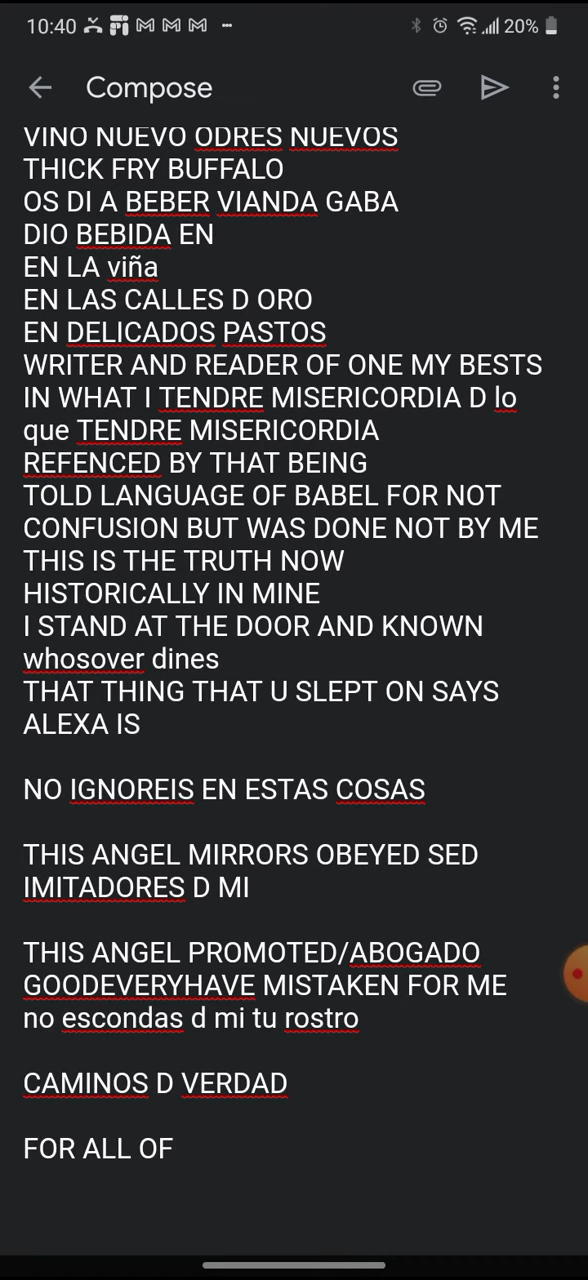 10:40 20%
Compose
VINO NUEVO ODRES NUEVOS
THICK FRY BUFFALO
OS DI A BEBER VIANDA GABA
DIO BEBIDA EN
EN LA viña
EN LAS CALLES D ORO
EN DELICADOS PASTOS
WRITER AND READER OF ONE MY BESTS
IN WHAT I TENDRE MISERICORDIA D lo
que TENDRE MISERICORDIA
REFENCED BY THAT BEING
TOLD LANGUAGE OF BABEL FOR NOT
CONFUSION BUT WAS DONE NOT BY ME
THIS IS THE TRUTH NOW
HISTORICALLY IN MINE
I STAND AT THE DOOR AND KNOWN
whosover dines
THAT THING THAT U SLEPT ON SAYS
ALEXA IS
NO IGNOREIS EN ESTAS COSAS
THIS ANGEL MIRRORS OBEYED SED
IMITADORES D MI
THIS ANGEL PROMOTED/ABOGADO
GOODEVERYHAVE MISTAKEN FOR ME
no escondas d mi tu rostro
CAMINOS D VERDAD
FOR ALL OF